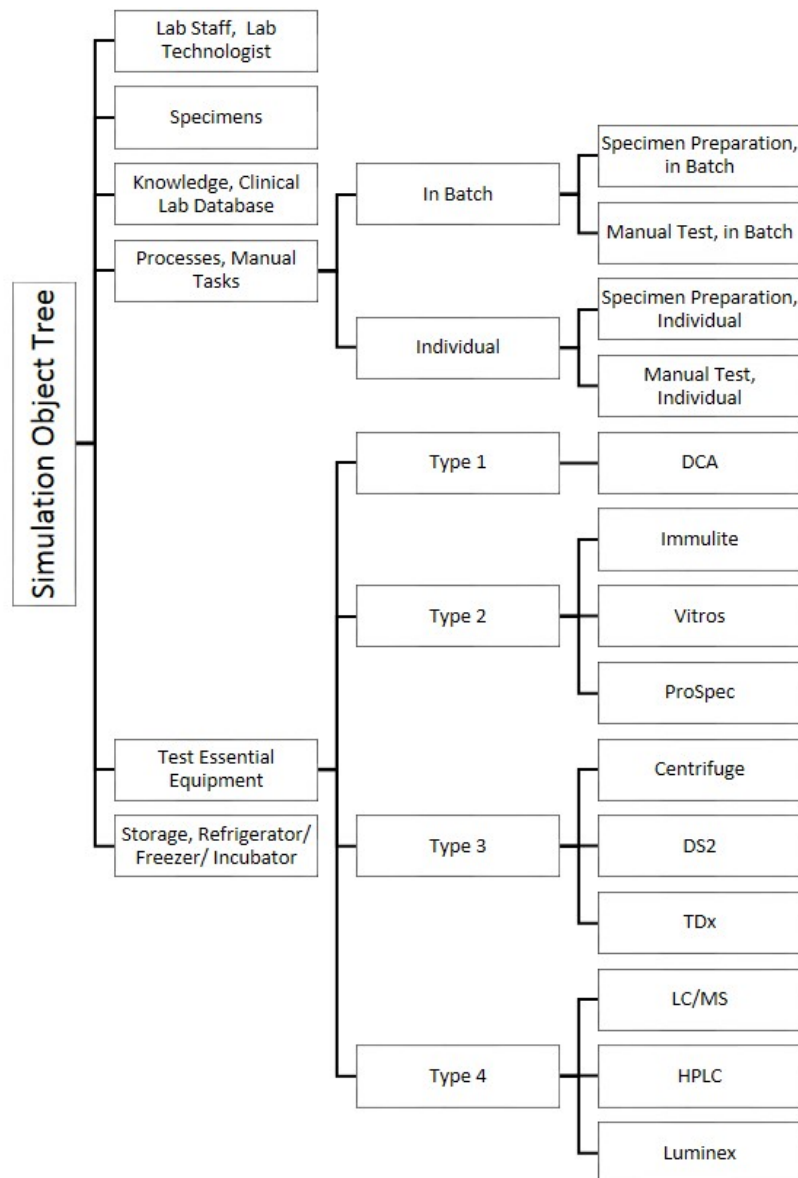 Simulation Object Tree
Lab Staff, Lab
Technologist
Specimens
Knowledge, Clinical
Lab Database
Processes, Manual
Tasks
In Batch
Specimen Preparation,
in Batch
Manual Test, in Batch
Individual
Specimen Preparation,
Individual
Manual Test,
Individual
Test Essential
Equipment
Type 1
DCA
Type 2
Immulite
Vitros
ProSpec
Type 3
Centrifuge
DS2
TDx
Type 4
LC/MS
HPLC
Luminex
Storage, Refrigerator/
Freezer/ Incubator